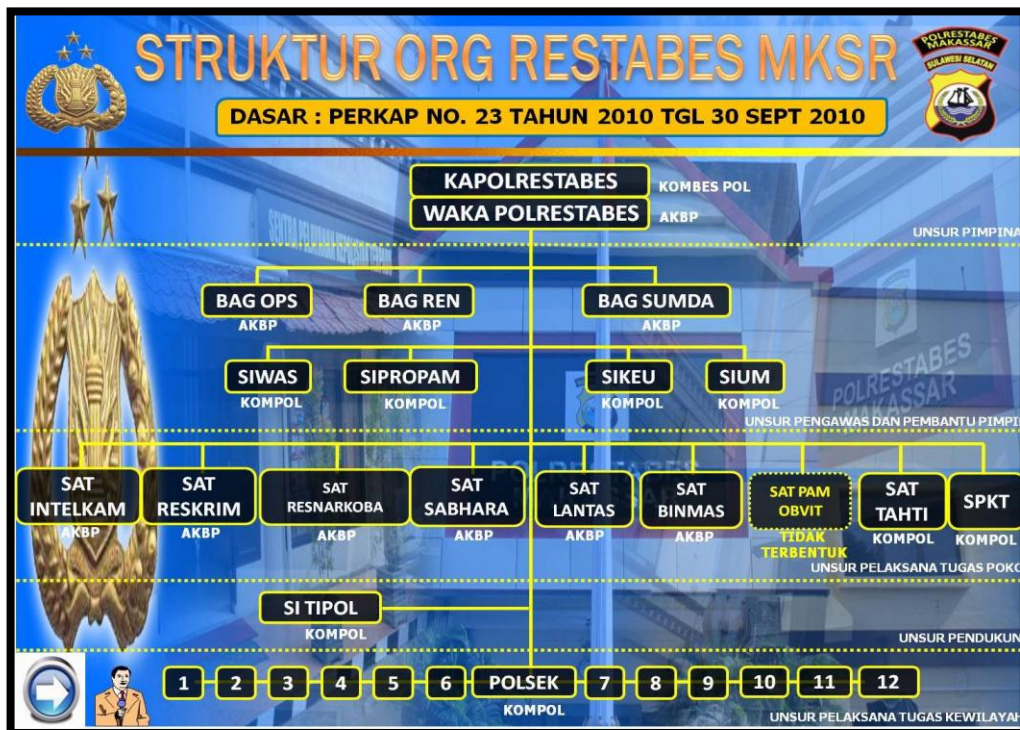 STRUKTUR ORG RESTABES MKSR
POLRESTABES
MAKASSAR
SULAWESI SELATAN
DASAR : PERKAP NO. 23 TAHUN 2010 TGL 30 SEPT 2010
KAPOLRESTABES
KOMBES POL
WAKA POLRESTABES
AKBP
UNSUR PIMPINA
SENTRA PELAYANAN KEPOLISIAN TERPADU
BAG OPS
AKBP
BAG REN
AKBP
BAG SUMDA
AKBP
SIWAS
KOMPOL
SIPROPAM
KOMPOL
SIKEU
KOMPOL
SIUM
KOMPOL
POLRESTABES
MAKASSAR
UNSUR PENGAWAS DAN PEMBANTU PIMPI
POLRESTABES
SAT
INTELKAM
AKBP
SAT
RESKRIM
AKBP
SAT
RESNARKOBA
AKBP
SAT
SABHARA
AKBP
SAT
LANTAS
AKBP
SAT
BINMAS
AKBP
SAT PAM
OBVIT
TIDAK
TERBENTUK
SAT
TAHTI
KOMPOL
SPKT
KOMPOL
UNSUR PELAKSANA TUGAS POKO
SI TIPOL
KOMPOL
UNSUR PENDUKUN
1 2 3 4 5 6 POLSEK 7 8 9 10 11 12
KOMPOL
UNSUR PELAKSANA TUGAS KEWILAYAH